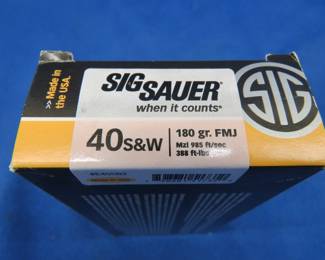 >> Made in
the USA.
SIG SAUER®
when it counts®
SIG
40S&W
180 gr. FMJ
Mzl 985 ft/sec
388 ft-lbs